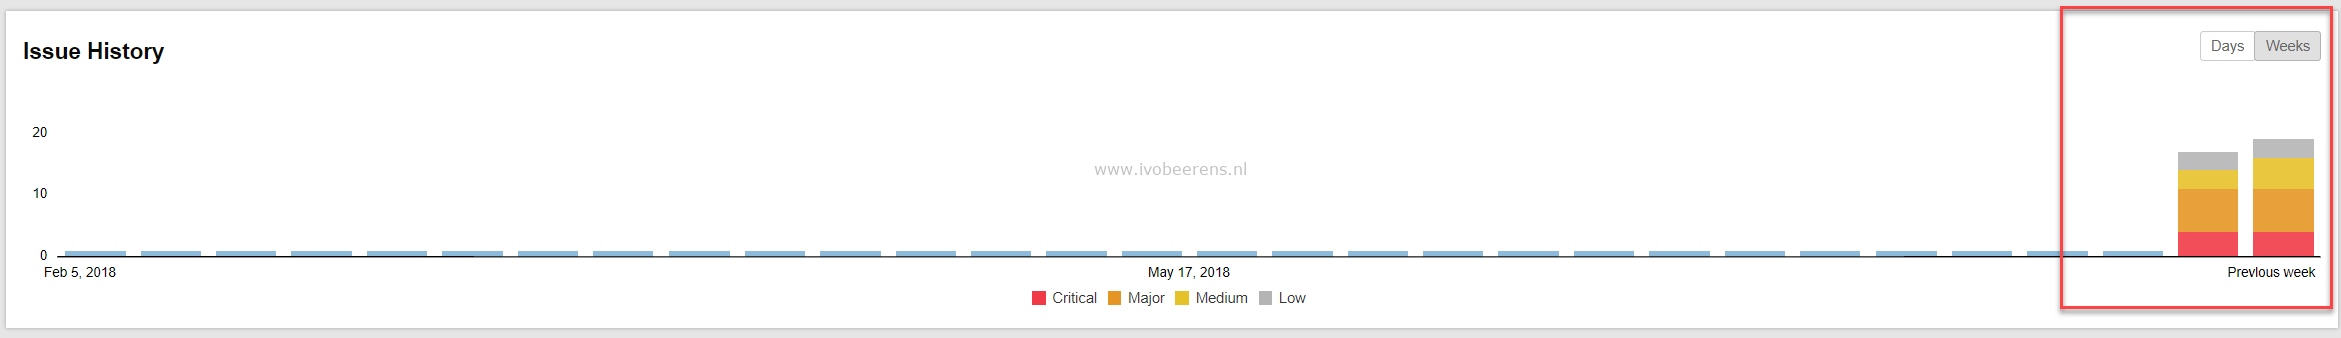 Issue History
Days Weeks
20
www.ivobeerens.nl
10
0
Feb 5, 2018 May 17, 2018 Previous week
Critical Major Medium Low